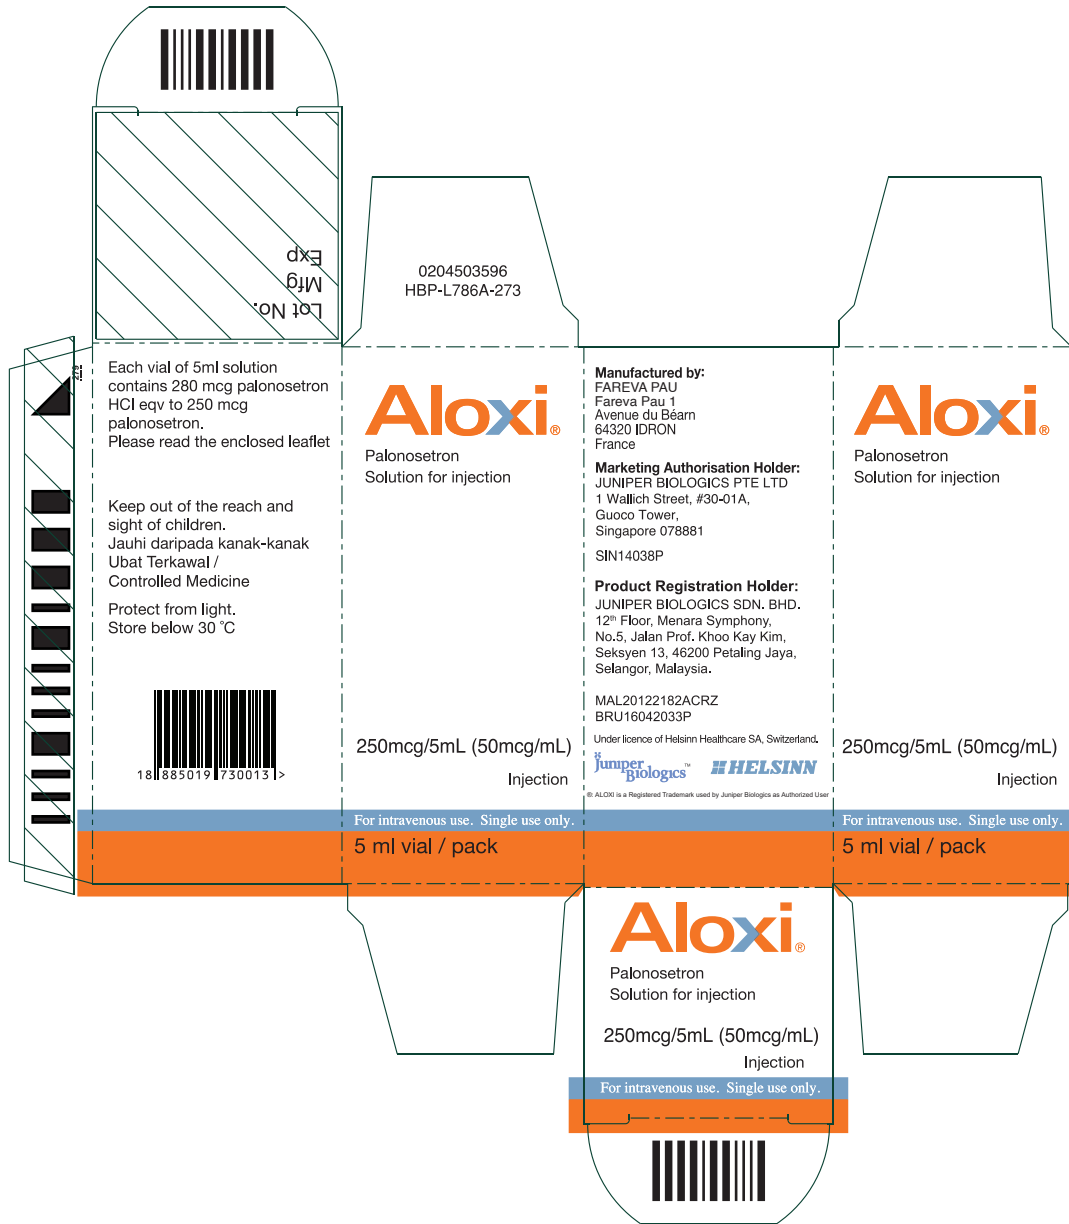 Lot No.
Mfg
Exp
0204503596
HBP-L786A-273
279
Each vial of 5ml solution
contains 280 mcg palonosetron
HCl eqv to 250 mcg
palonosetron.
Please read the enclosed leaflet
Keep out of the reach and
sight of children.
Jauhi daripada kanak-kanak
Ubat Terkawal /
Controlled Medicine
Protect from light.
Store below 30 °C
18 885019 730013 >
Aloxi®
Palonosetron
Solution for injection
250mcg/5mL (50mcg/mL)
Injection
For intravenous use. Single use only.
5 ml vial / pack
Manufactured by:
FAREVA PAU
Fareva Pau 1
Avenue du Béarn
64320 IDRON
France
Marketing Authorisation Holder:
JUNIPER BIOLOGICS PTE LTD
1 Wallich Street, #30-01A,
Guoco Tower,
Singapore 078881
SIN14038P
Product Registration Holder:
JUNIPER BIOLOGICS SDN. BHD.
12th Floor, Menara Symphony,
No.5, Jalan Prof. Khoo Kay Kim,
Seksyen 13, 46200 Petaling Jaya,
Selangor, Malaysia.
MAL20122182ACRZ
BRU16042033P
Under licence of Helsinn Healthcare SA, Switzerland.
Juniper
Biologics™
HELSINN
®: ALOXI is a Registered Trademark used by Juniper Biologics as Authorized User
Aloxi®
Palonosetron
Solution for injection
250mcg/5mL (50mcg/mL)
Injection
For intravenous use. Single use only.
5 ml vial / pack
Aloxi®
Palonosetron
Solution for injection
250mcg/5mL (50mcg/mL)
Injection
For intravenous use. Single use only.